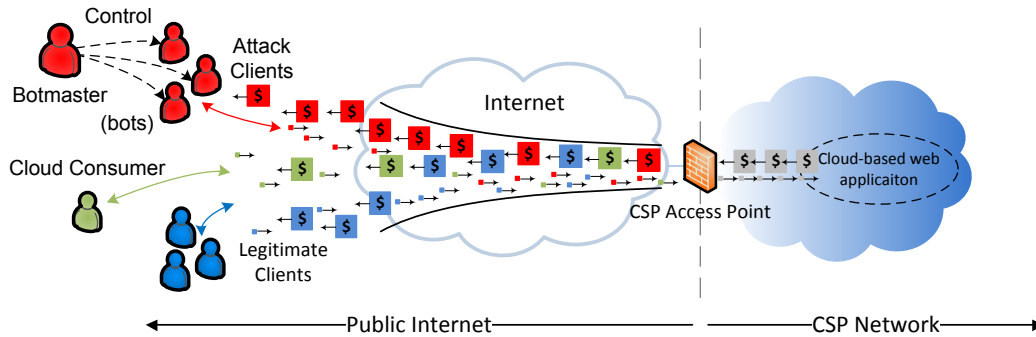 Control
Attack
Clients
Botmaster
(bots)
Cloud Consumer
Legitimate
Clients
Internet
$ $ $ $ $ $ $ $ $ $ $ $ $ $ $ $ $ $ $
CSP Access Point
$ $ $
Cloud-based web
applicaiton
Public Internet
CSP Network